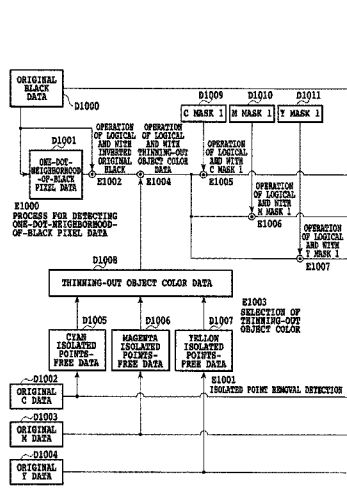 ORIGINAL
BLACK
DATA
D1000
D1009
D1010
D1011
C MASK 1
M MASK 1
Y MASK 1
D1001
ONE-DOT-
NEIGHBORHOOD
-OF-BLACK
PIXEL DATA
OPERATION
OF LOGICAL
AND WITH
INVERTED
ORIGINAL
BLACK
E1002
OPERATION
OF LOGICAL
AND WITH
THINNING-OUT
OBJECT COLOR
DATA
E1004
OPERATION
OF LOGICAL
AND WITH
C MASK 1
E1005
E1000
PROCESS FOR DETECTING
ONE-DOT-NEIGHBORHOOD-
OF-BLACK PIXEL DATA
OPERATION
OF LOGICAL
AND WITH
M MASK 1
E1006
OPERATION
OF LOGICAL
AND WITH
Y MASK 1
E1007
D1008
THINNING-OUT OBJECT COLOR DATA
E1003
SELECTION OF
THINNING-OUT
OBJECT COLOR
D1005
D1006
D1007
CYAN
ISOLATED
POINTS-
FREE DATA
MAGENTA
ISOLATED
POINTS-
FREE DATA
YELLOW
ISOLATED
POINTS-
FREE DATA
E1001
ISOLATED POINT REMOVAL DETECTION
D1002
ORIGINAL
C DATA
D1003
ORIGINAL
M DATA
D1004
ORIGINAL
Y DATA